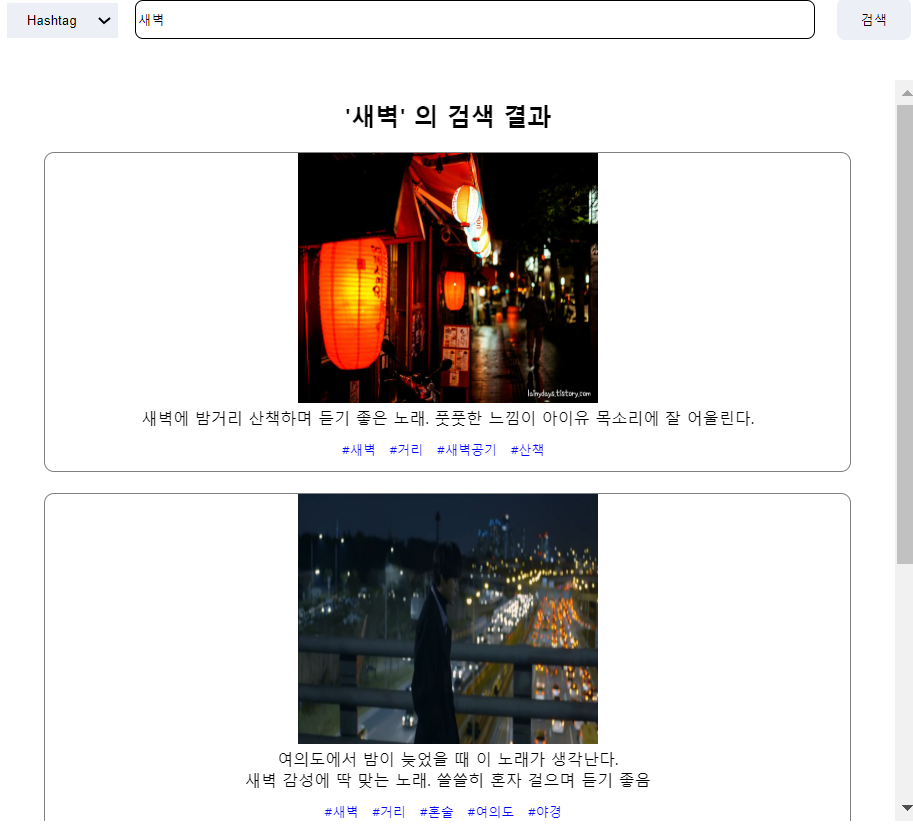 Hashtag
새벽
검색
'새벽' 의 검색 결과
lainydays.tistory.com
새벽에 밤거리 산책하며 듣기 좋은 노래. 풋풋한 느낌이 아이유 목소리에 잘 어울린다.
#새벽 #거리 #새벽공기 #산책
여의도에서 밤이 늦었을 때 이 노래가 생각난다.
새벽 감성에 딱 맞는 노래. 쓸쓸히 혼자 걸으며 듣기 좋음
#새벽 #거리 #혼술 #여의도 #야경